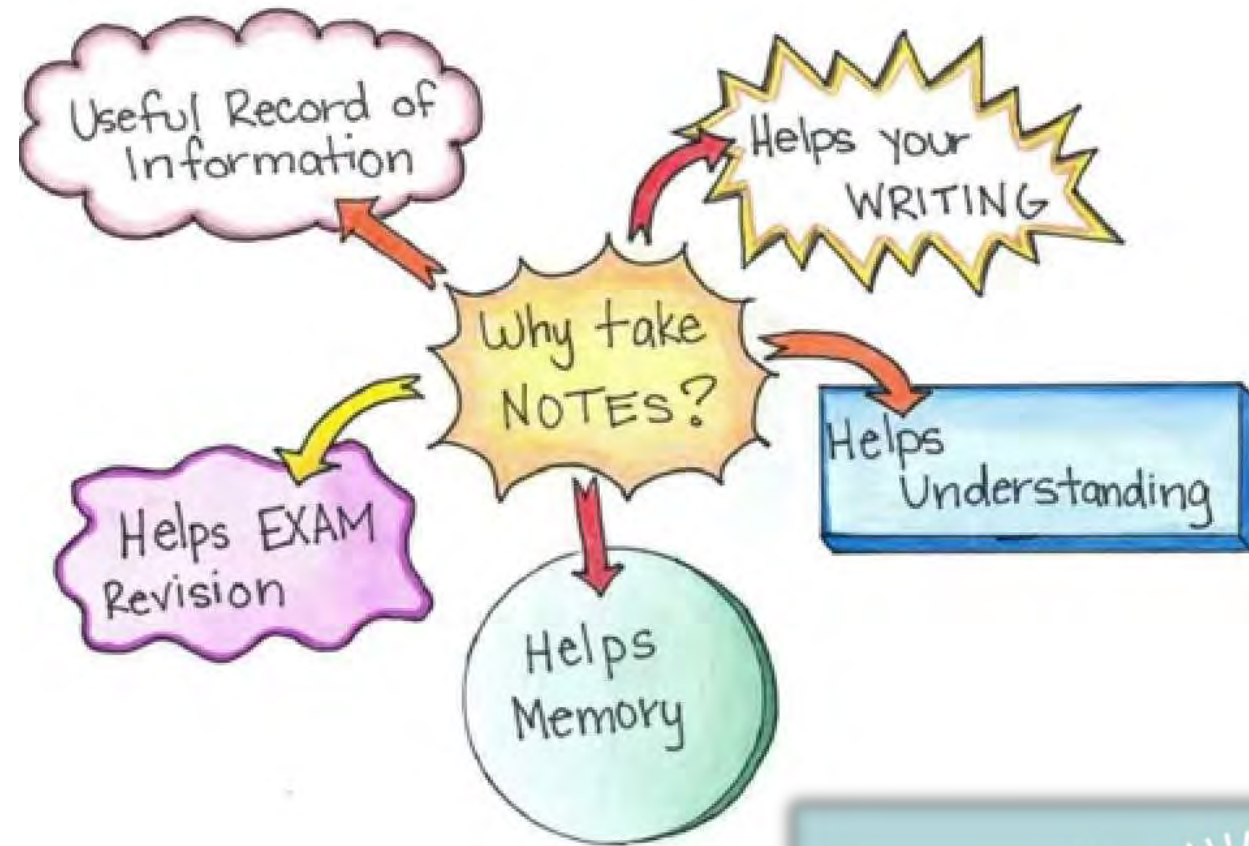 Useful Record of
Information
Helps your
WRITING
Why take
NOTES?
Helps
Understanding
Helps EXAM
Revision
Helps
Memory